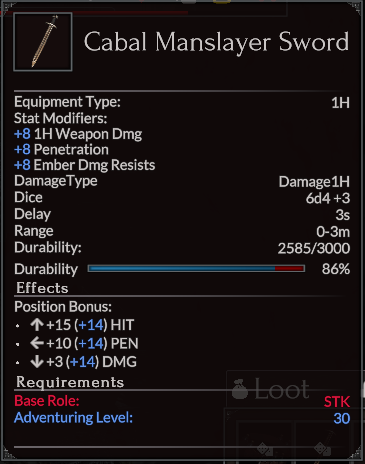 Cabal Manslayer Sword
Equipment Type: 1H
Stat Modifiers:
+8 1H Weapon Dmg
+8 Penetration
+8 Ember Dmg Resists
DamageType Damage1H
Dice 6d4 +3
Delay 3s
Range 0-3m
Durability: 2585/3000
Durability 86%
Effects
Position Bonus:
• ↑ +15 (+14) HIT
• ← +10 (+14) PEN
• ↓ +3 (+14) DMG
Loot
Requirements
Base Role: STK
Adventuring Level: 30